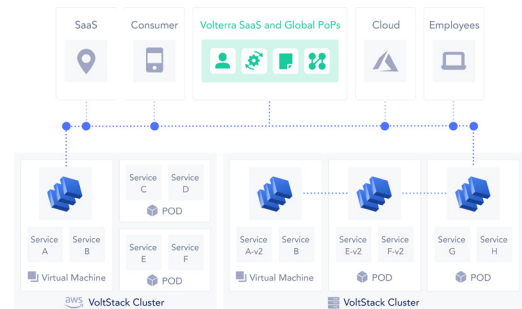 SaaS
Consumer
Volterra SaaS and Global PoPs
Cloud
Employees
Service A
Service B
Virtual Machine
Service C
Service D
POD
Service E
Service F
POD
aws VoltStack Cluster
Service A-v2
Service B
Virtual Machine
Service E-v2
Service F-v2
POD
Service G
Service H
POD
VoltStack Cluster